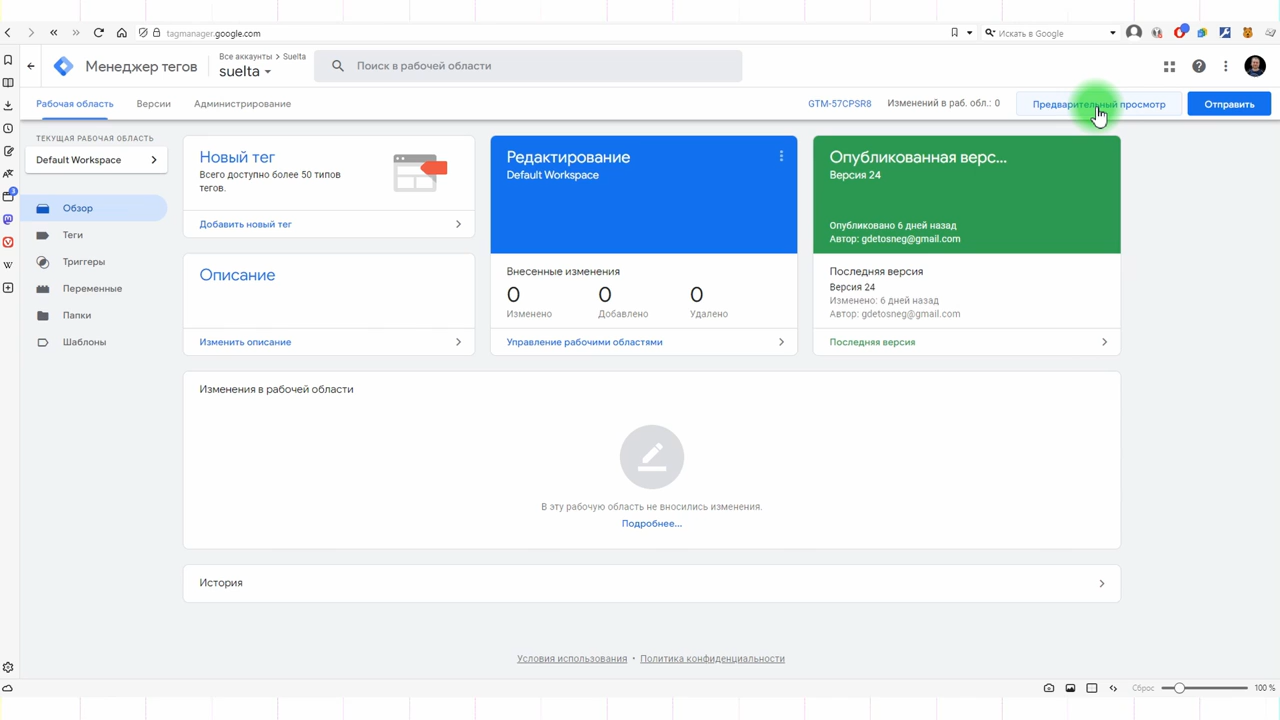 tagmanager.google.com
Искать в Google
Менеджер тегов
Все аккаунты > Suelta
suelta
Поиск в рабочей области
Рабочая область
Версии
Администрирование
GTM-57CPSR8
Изменений в раб. обл.: 0
Предварительный просмотр
Отправить
ТЕКУЩАЯ РАБОЧАЯ ОБЛАСТЬ
Default Workspace
Обзор
Теги
Триггеры
Переменные
Папки
Шаблоны
Новый тег
Всего доступно более 50 типов
тегов.
Добавить новый тег
Описание
Изменить описание
Редактирование
Default Workspace
Внесенные изменения
0
0
0
Изменено
Добавлено
Удалено
Управление рабочими областями
Опубликованная верс...
Версия 24
Опубликовано 6 дней назад
Автор: gdetosneg@gmail.com
Последняя версия
Версия 24
Изменено: 6 дней назад
Автор: gdetosneg@gmail.com
Последняя версия
Изменения в рабочей области
В эту рабочую область не вносились изменения.
Подробнее...
История
Условия использования • Политика конфиденциальности
Сброс
100 %